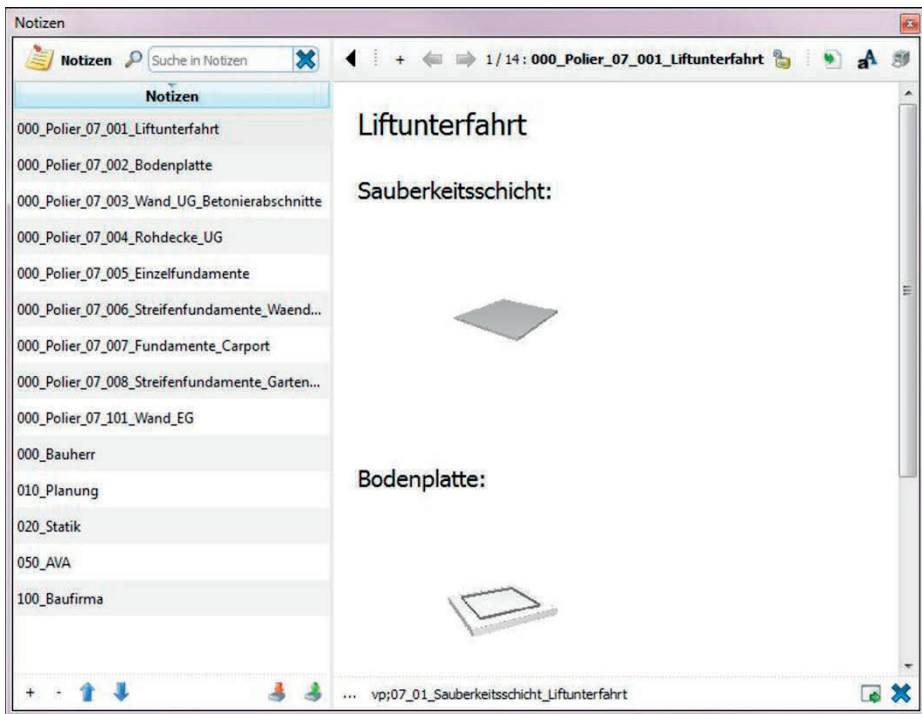 Notizen
Notizen
Suche in Notizen
+
1 / 14 : 000_Polier_07_001_Liftunterfahrt
Notizen
000_Polier_07_001_Liftunterfahrt
000_Polier_07_002_Bodenplatte
000_Polier_07_003_Wand_UG_Betonierabschnitte
000_Polier_07_004_Rohdecke_UG
000_Polier_07_005_Einzelfundamente
000_Polier_07_006_Streifenfundamente_Waend...
000_Polier_07_007_Fundamente_Carport
000_Polier_07_008_Streifenfundamente_Garten...
000_Polier_07_101_Wand_EG
000_Bauherr
010_Planung
020_Statik
050_AVA
100_Baufirma
+ -
Liftunterfahrt
Sauberkeitsschicht:
Bodenplatte:
... vp;07_01_Sauberkeitsschicht_Liftunterfahrt